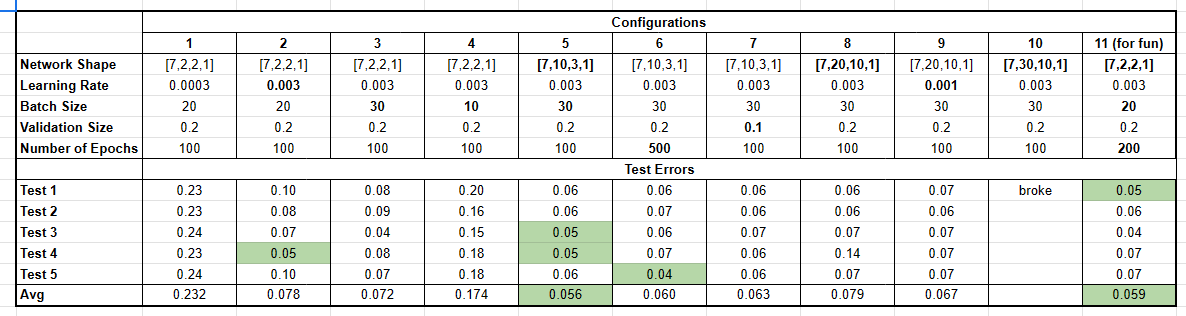 Configurations
1 2 3 4 5 6 7 8 9 10 11 (for fun)
Network Shape [7,2,2,1] [7,2,2,1] [7,2,2,1] [7,2,2,1] [7,10,3,1] [7,10,3,1] [7,10,3,1] [7,20,10,1] [7,20,10,1] [7,30,10,1] [7,2,2,1]
Learning Rate 0.0003 0.003 0.003 0.003 0.003 0.003 0.003 0.003 0.001 0.003 0.003
Batch Size 20 20 30 10 30 30 30 30 30 30 20
Validation Size 0.2 0.2 0.2 0.2 0.2 0.2 0.1 0.2 0.2 0.2 0.2
Number of Epochs 100 100 100 100 100 500 100 100 100 100 200
Test Errors
Test 1 0.23 0.10 0.08 0.20 0.06 0.06 0.06 0.06 0.07 broke 0.05
Test 2 0.23 0.08 0.09 0.16 0.06 0.07 0.06 0.06 0.06 0.06
Test 3 0.24 0.07 0.04 0.15 0.05 0.06 0.07 0.07 0.07 0.04
Test 4 0.23 0.05 0.08 0.18 0.05 0.07 0.06 0.14 0.07 0.07
Test 5 0.24 0.10 0.07 0.18 0.06 0.04 0.06 0.07 0.07 0.07
Avg 0.232 0.078 0.072 0.174 0.056 0.060 0.063 0.079 0.067 0.059